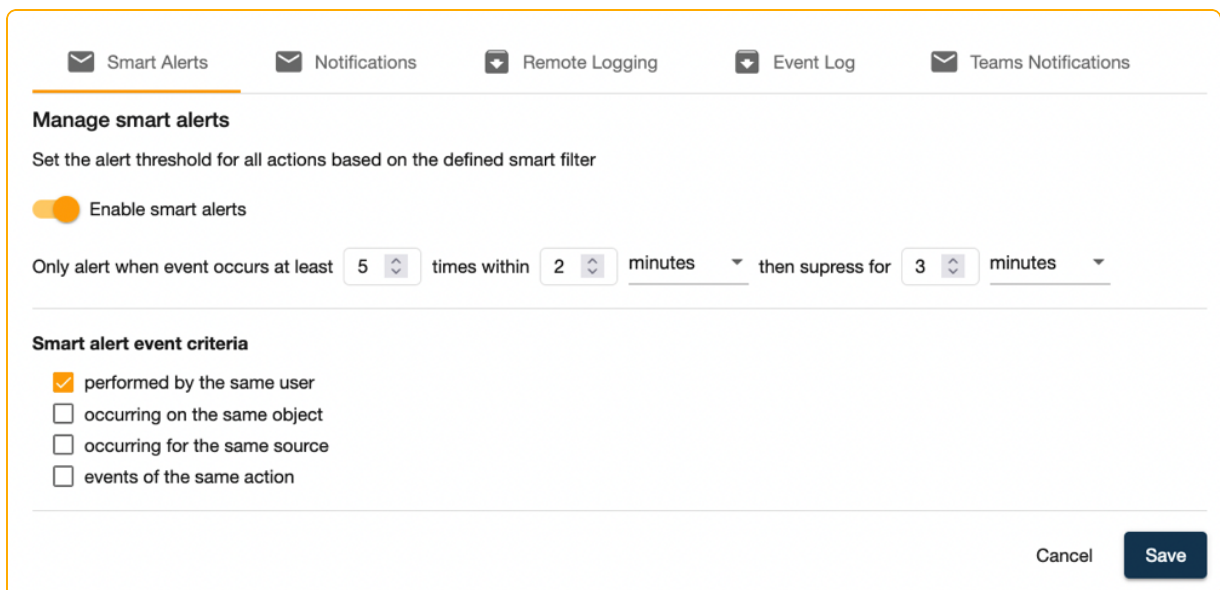 Smart Alerts Notifications Remote Logging Event Log Teams Notifications
Manage smart alerts
Set the alert threshold for all actions based on the defined smart filter
Enable smart alerts
Only alert when event occurs at least 5 times within 2 minutes then supress for 3 minutes
Smart alert event criteria
performed by the same user
occurring on the same object
occurring for the same source
events of the same action
Cancel Save